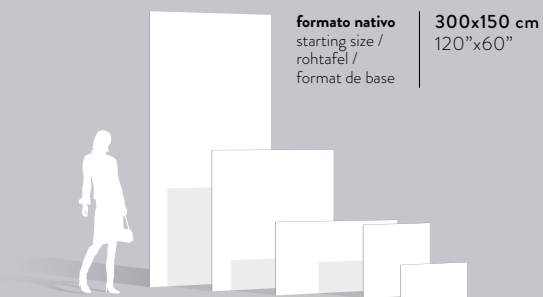 formato nativo
starting size /
rohtafel /
format de base
300x150 cm
120”x60”